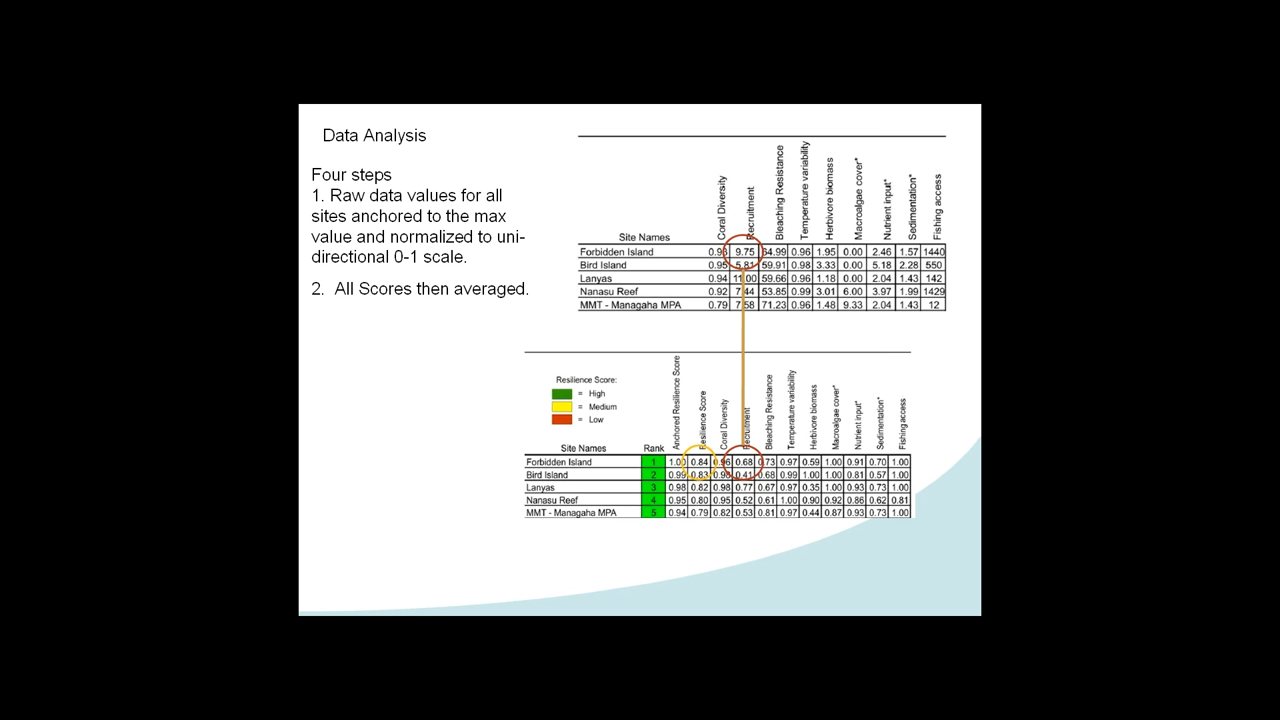 Data Analysis
Four steps
1. Raw data values for all
sites anchored to the max
value and normalized to uni-
directional 0-1 scale.
2. All Scores then averaged.
Site Names Coral Diversity Recruitment Bleaching Resistance Temperature variability Herbivore biomass Macroalgae cover* Nutrient input* Sedimentation* Fishing access
Forbidden Island 9.75 64.99 0.96 1.95 0.00 2.46 1.57 1440
Bird Island 0.95 5.81 59.91 0.98 3.33 0.00 5.18 2.28 550
Lanyas 0.94 11.00 59.66 0.96 1.18 0.00 2.04 1.43 142
Nanasu Reef 0.92 7.44 53.85 0.99 3.01 6.00 3.97 1.99 1429
MMT - Managaha MPA 0.79 7.58 71.23 0.96 1.48 9.33 2.04 1.43 12
Resilience Score:
= High
= Medium
= Low
Site Names Rank Anchored Resilience Score Resilience Score Coral Diversity Recruitment Bleaching Resistance Temperature variability Herbivore biomass Macroalgae cover* Nutrient input* Sedimentation* Fishing access
Forbidden Island 1 1.00 0.84 0.96 0.68 0.73 0.97 0.59 1.00 0.91 0.70 1.00
Bird Island 2 0.99 0.83 0.98 0.41 0.68 0.99 1.00 1.00 0.81 0.57 1.00
Lanyas 3 0.98 0.82 0.98 0.77 0.67 0.97 0.35 1.00 0.93 0.73 1.00
Nanasu Reef 4 0.95 0.80 0.95 0.52 0.61 1.00 0.90 0.92 0.86 0.62 0.81
MMT - Managaha MPA 5 0.94 0.79 0.82 0.53 0.81 0.97 0.44 0.87 0.93 0.73 1.00